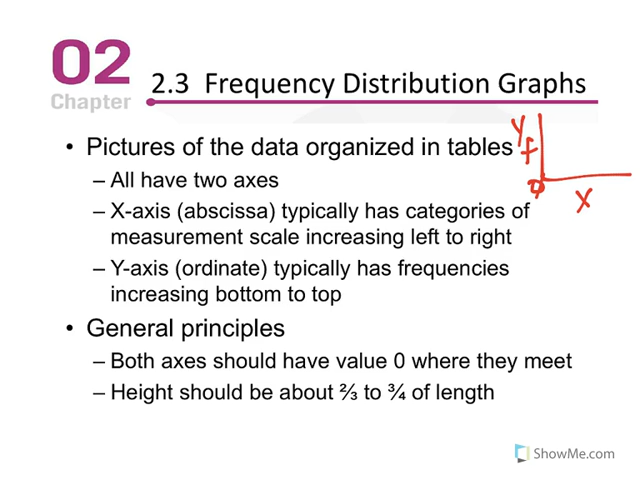 02
Chapter
2.3 Frequency Distribution Graphs
• Pictures of the data organized in tables
– All have two axes
– X-axis (abscissa) typically has categories of
measurement scale increasing left to right
– Y-axis (ordinate) typically has frequencies
increasing bottom to top
• General principles
– Both axes should have value 0 where they meet
– Height should be about ⅔ to ¾ of length
Y
f
0
X
ShowMe.com